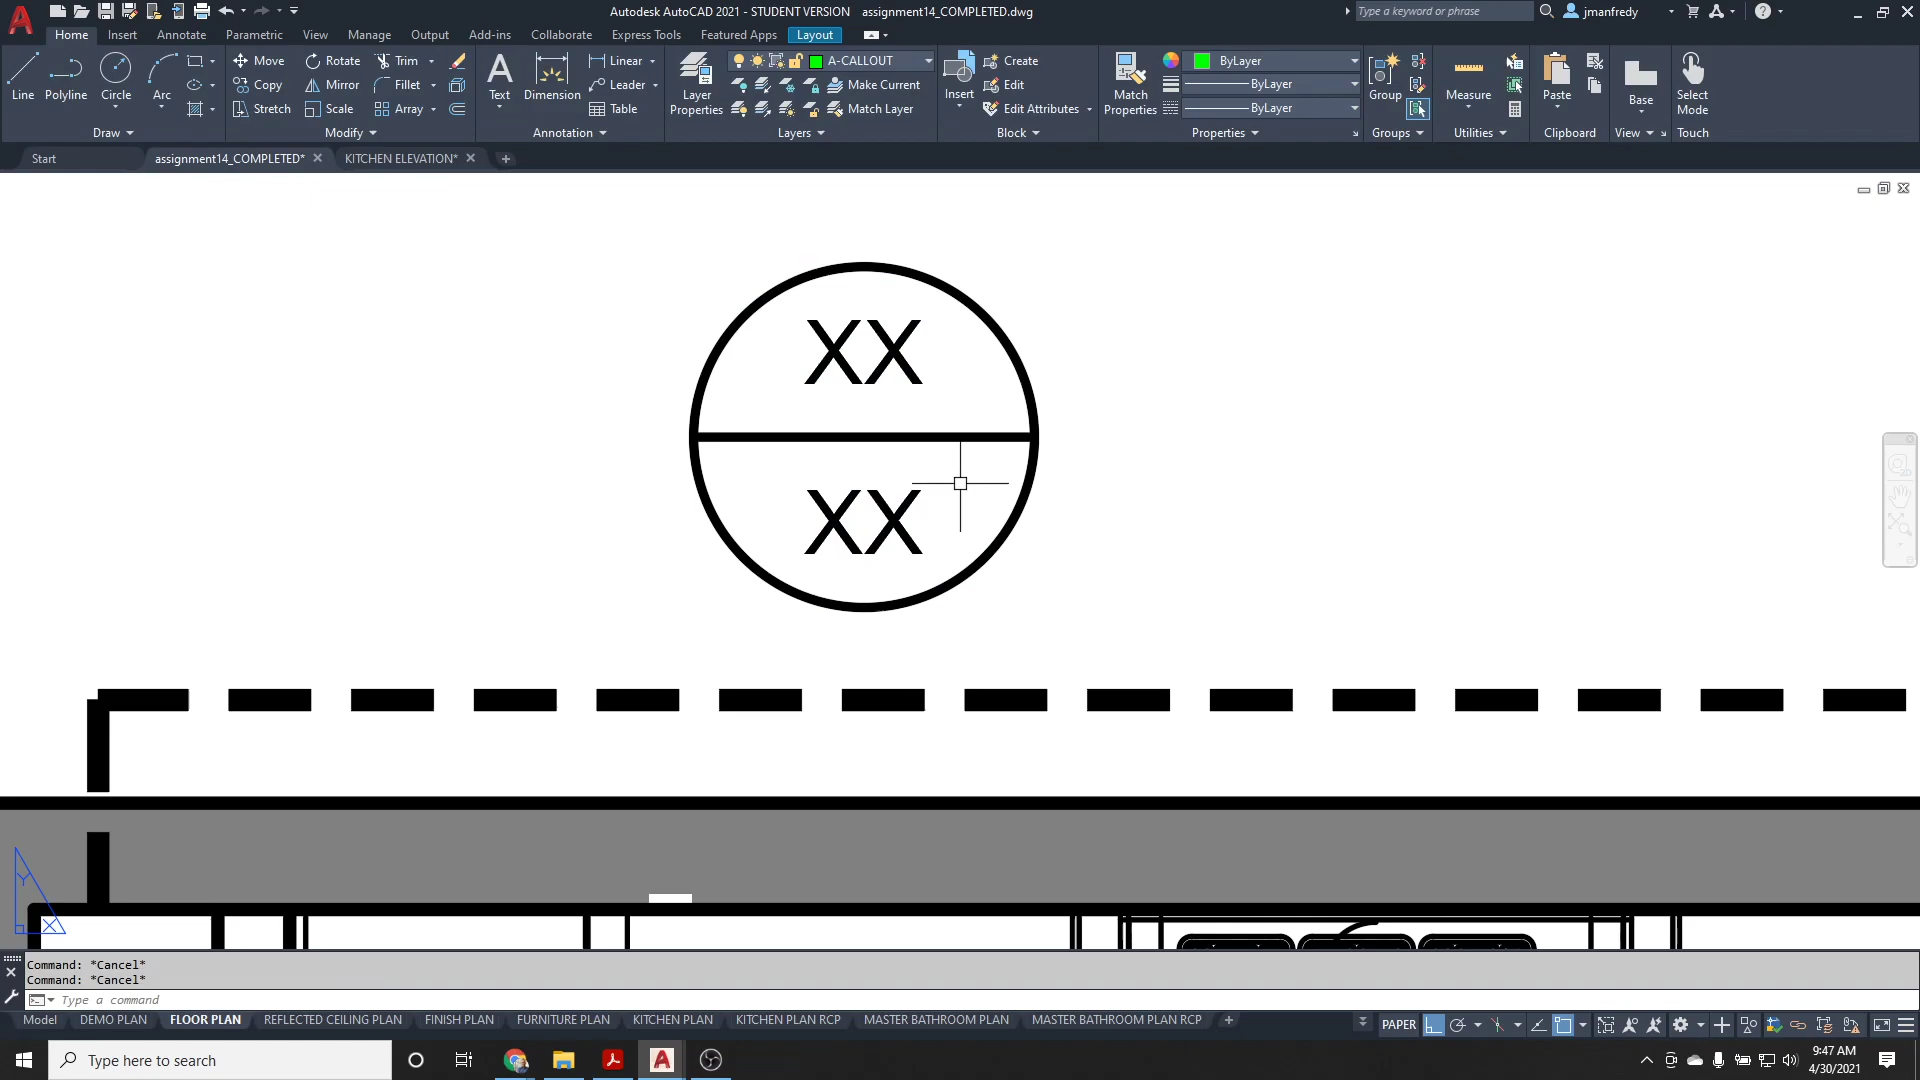 Autodesk AutoCAD 2021 - STUDENT VERSION assignment14_COMPLETED.dwg
Type a keyword or phrase
jmanfredy
Home Insert Annotate Parametric View Manage Output Add-ins Collaborate Express Tools Featured Apps Layout
Line Polyline Circle Arc
Move Rotate Trim
Copy Mirror Fillet
Stretch Scale Array
Text Dimension
Linear
Leader
Table
Layer Properties
A-CALLOUT
Make Current
Match Layer
Insert
Create
Edit
Edit Attributes
Match Properties
ByLayer
ByLayer
ByLayer
Group
Measure
Paste
Base
Select Mode
Draw Modify Annotation Layers Block Properties Groups Utilities Clipboard View Touch
Start assignment14_COMPLETED* KITCHEN ELEVATION*
XX
XX
Y
X
Command: *Cancel*
Command: *Cancel*
Type a command
Model DEMO PLAN FLOOR PLAN REFLECTED CEILING PLAN FINISH PLAN FURNITURE PLAN KITCHEN PLAN KITCHEN PLAN RCP MASTER BATHROOM PLAN MASTER BATHROOM PLAN RCP
PAPER
Type here to search
9:47 AM
4/30/2021